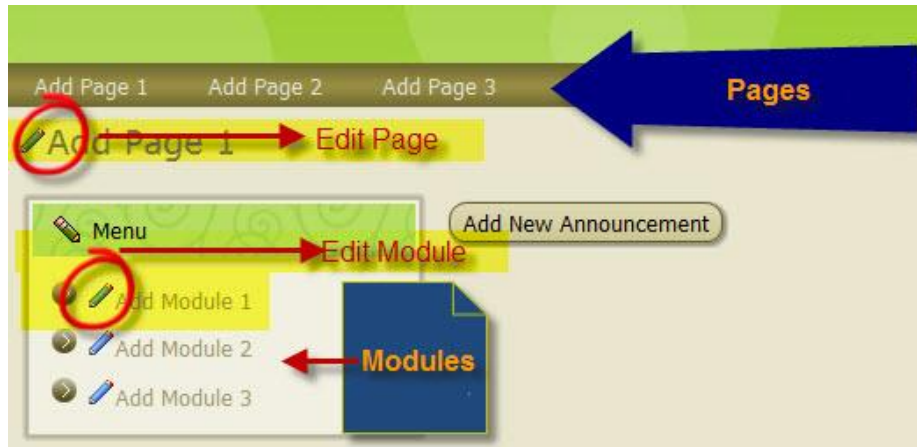 Add Page 1 Add Page 2 Add Page 3
Pages
Add Page 1
Edit Page
Menu
Add New Announcement
Edit Module
Add Module 1
Add Module 2
Modules
Add Module 3